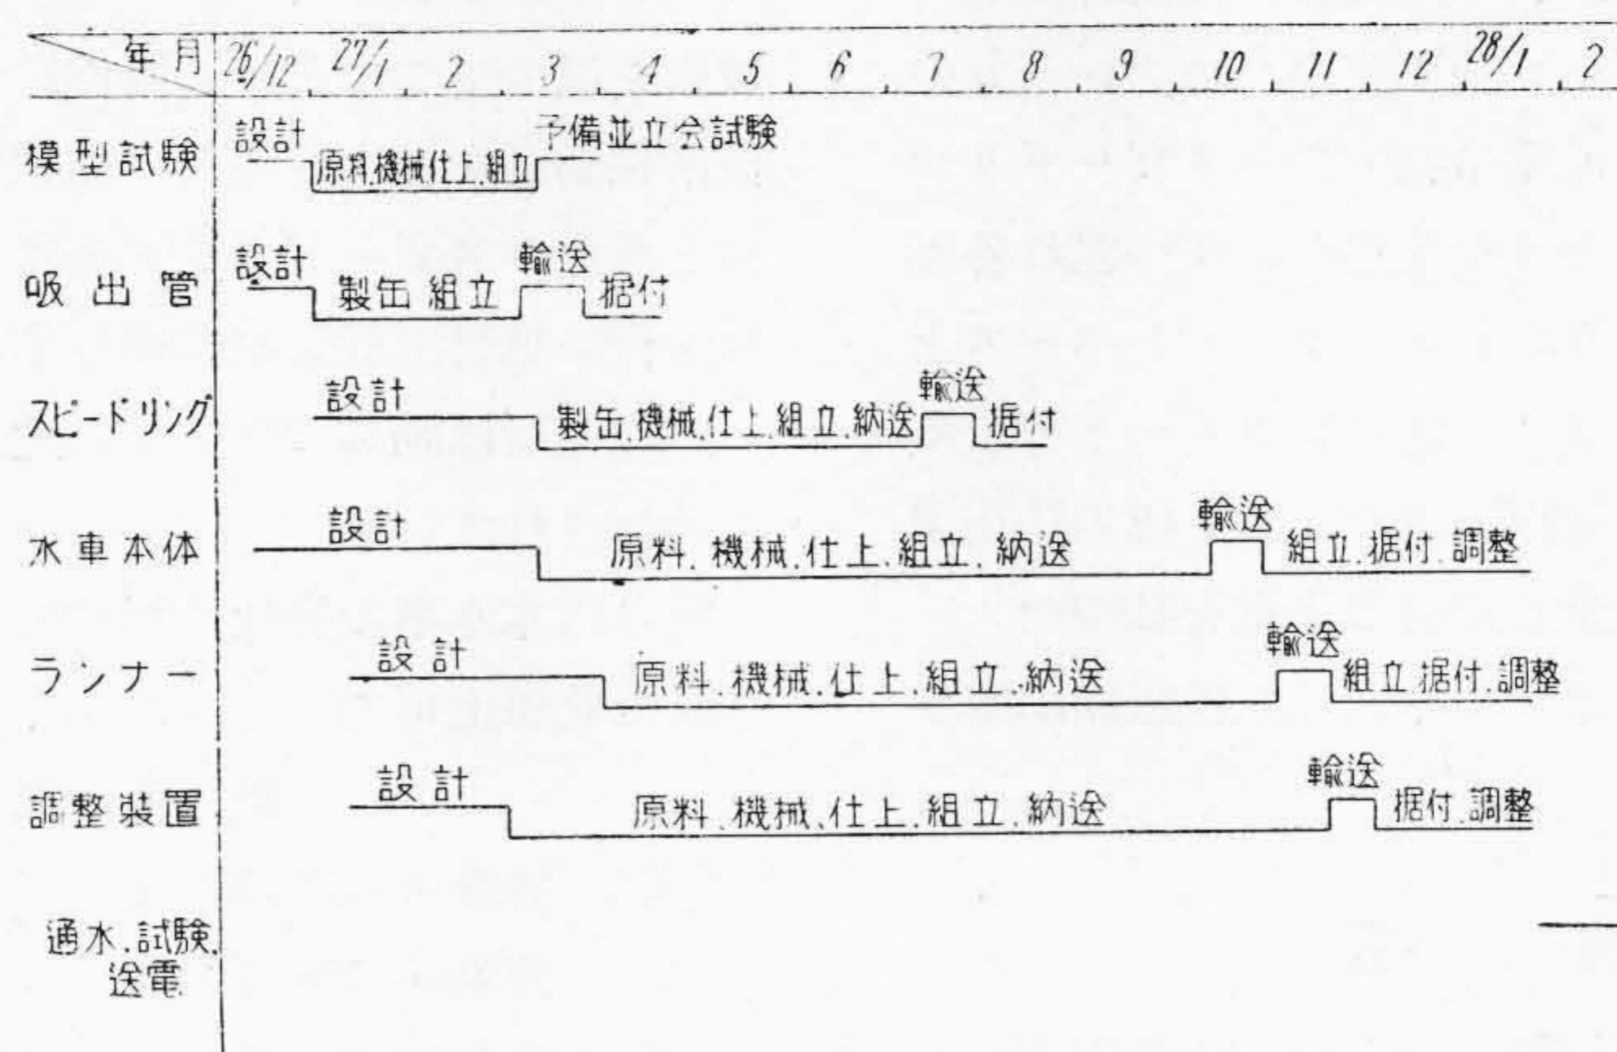 年月 26/12 27/1 2 3 4 5 6 7 8 9 10 11 12 28/1 2
模型試験 設計 原料.機械仕上.組立 予備並立会試験
吸出管 設計 製缶組立 輸送 据付
スピードリング 設計 製缶.機械.仕上.組立.納送 輸送 据付
水車本体 設計 原料.機械.仕上.組立.納送 輸送 組立.据付.調整
ランナー 設計 原料.機械.仕上.組立.納送 輸送 組立.据付.調整
調整装置 設計 原料.機械.仕上.組立.納送 輸送 据付.調整
通水.試験.
送電